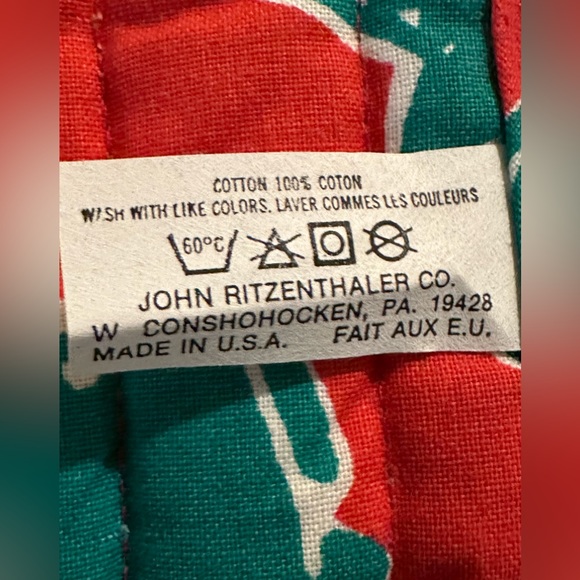 COTTON 100% COTON
WASH WITH LIKE COLORS. LAVER COMMES LES COULEURS
60°C
JOHN RITZENTHALER CO.
W CONSHOHOCKEN, PA. 19428
MADE IN U.S.A. FAIT AUX E.U.